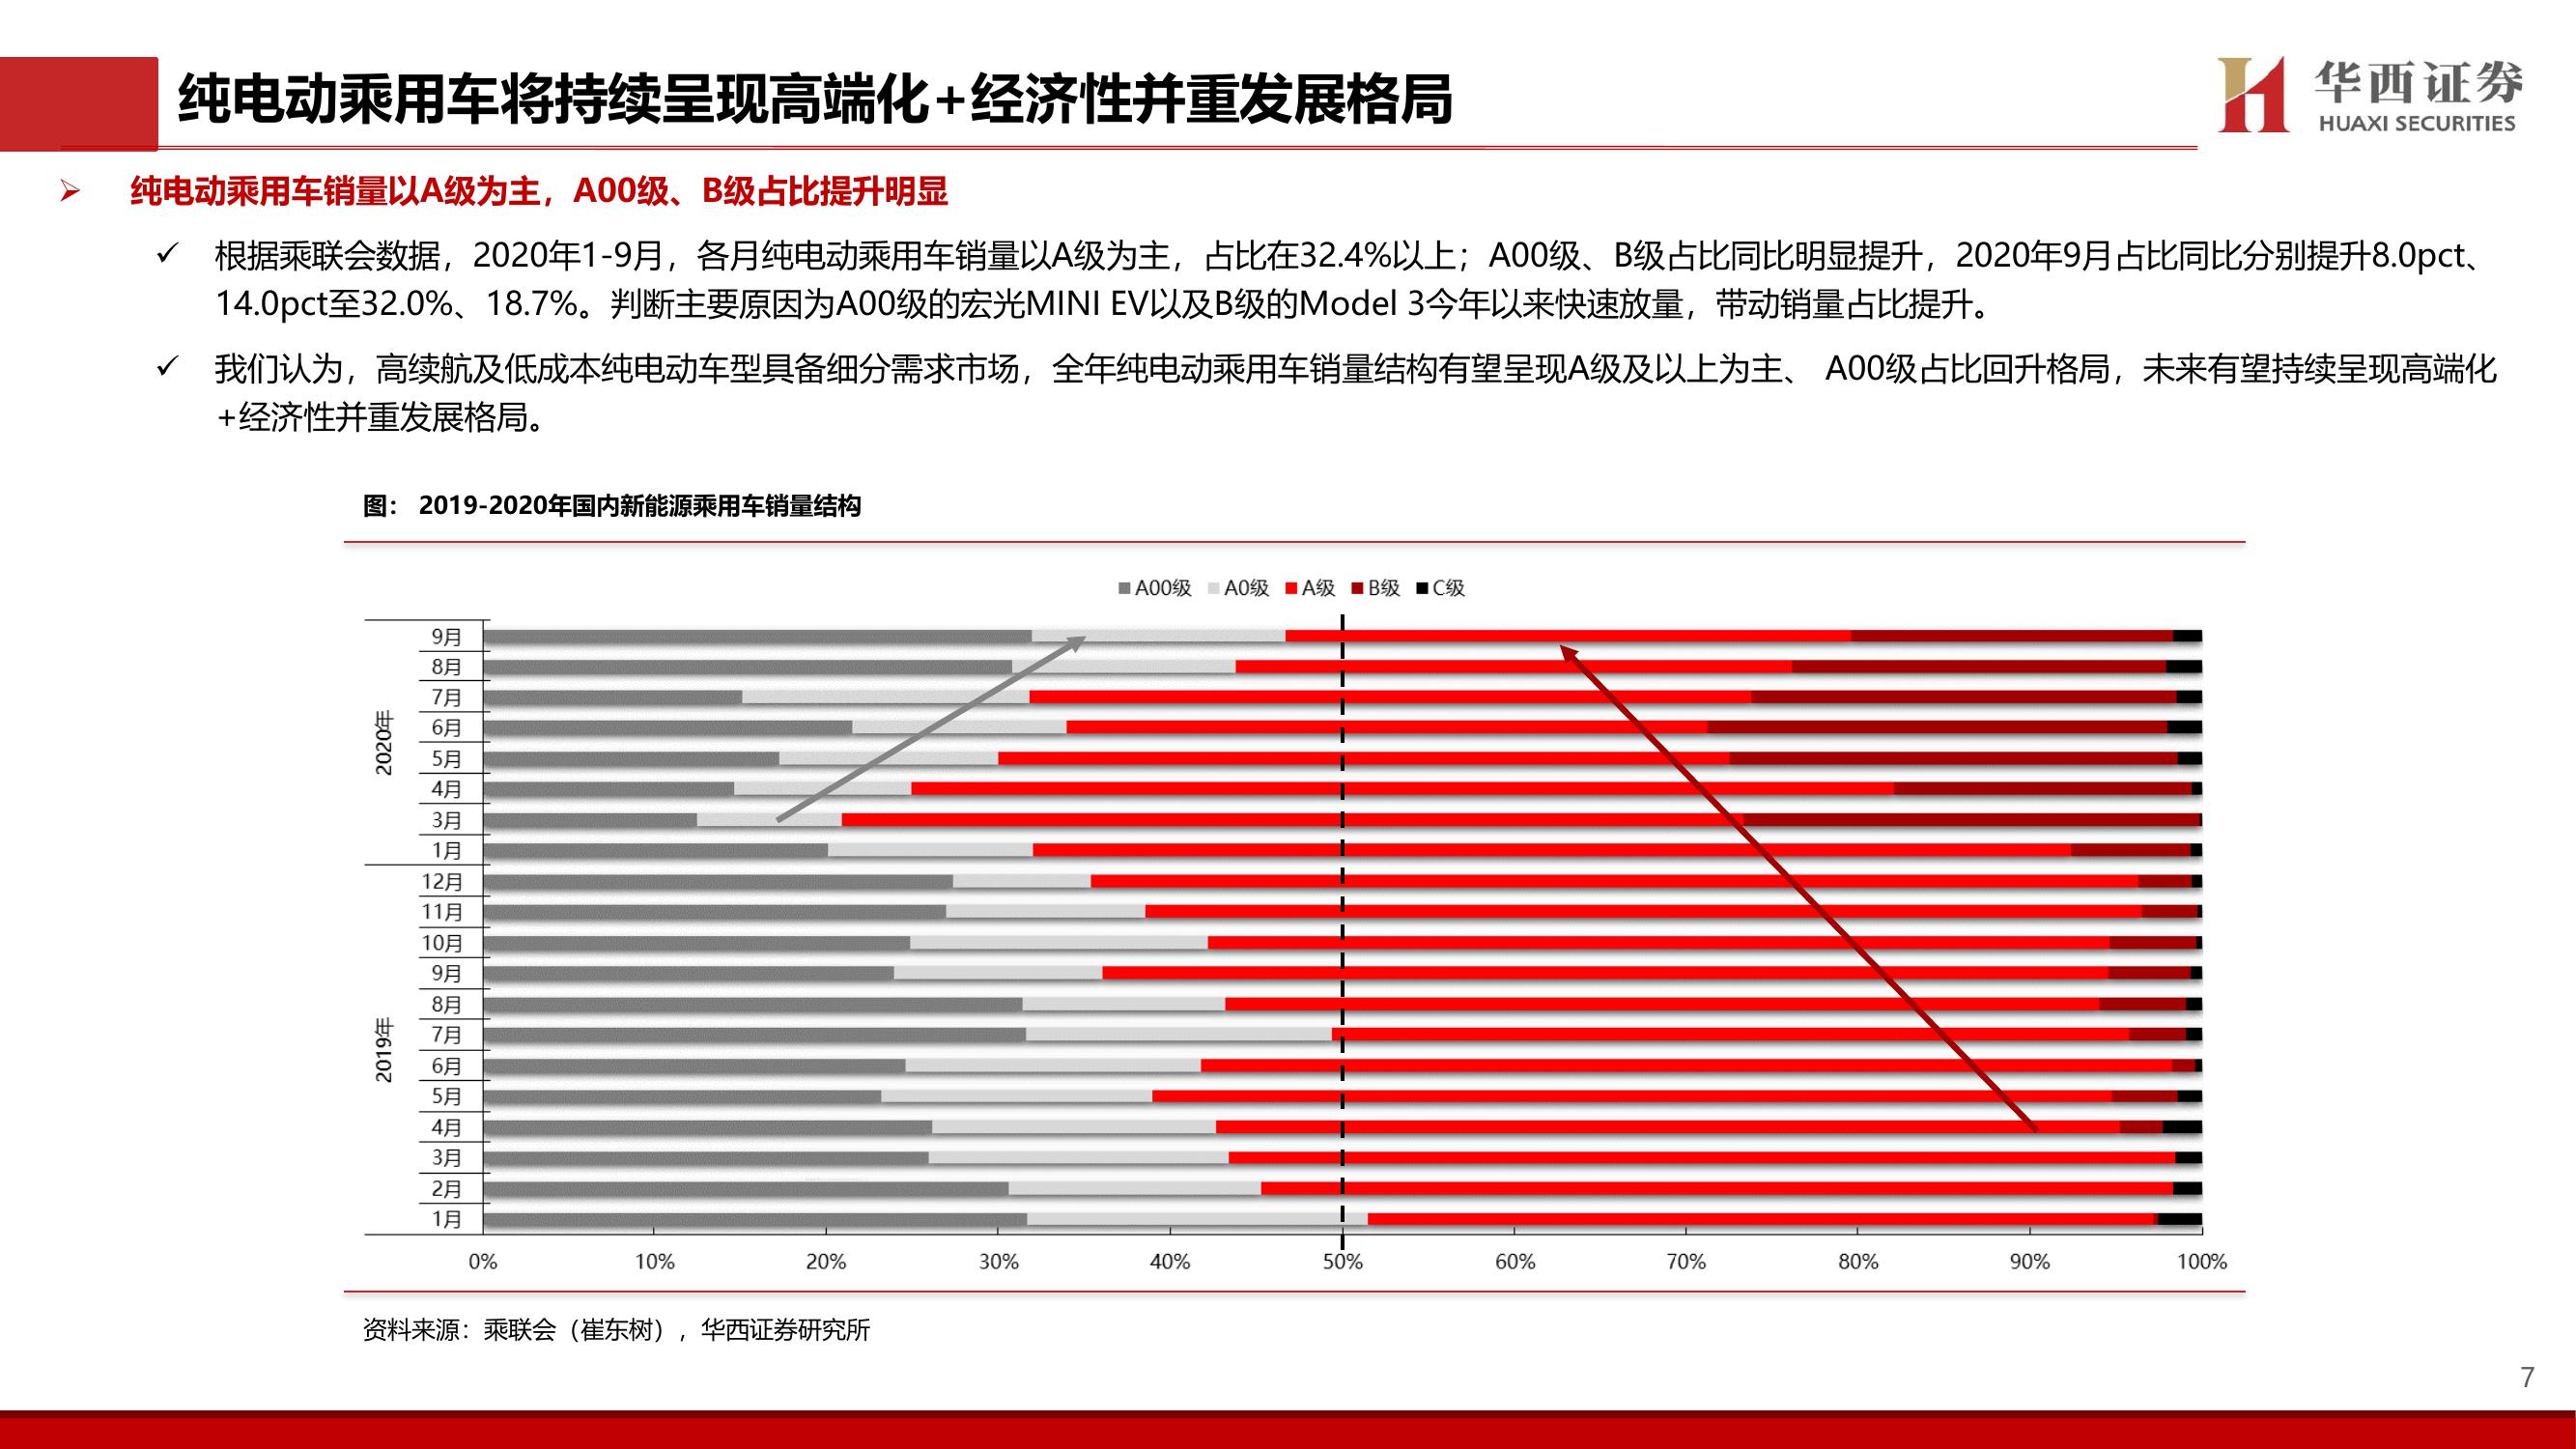 纯电动乘用车将持续呈现高端化+经济性并重发展格局
华西证券
HUAXI SECURITIES
纯电动乘用车销量以A级为主，A00级、B级占比提升明显
根据乘联会数据，2020年1-9月，各月纯电动乘用车销量以A级为主，占比在32.4%以上；A00级、B级占比同比明显提升，2020年9月占比同比分别提升8.0pct、
14.0pct至32.0%、18.7%。判断主要原因为A00级的宏光MINI EV以及B级的Model 3今年以来快速放量，带动销量占比提升。
我们认为，高续航及低成本纯电动车型具备细分需求市场，全年纯电动乘用车销量结构有望呈现A级及以上为主、 A00级占比回升格局，未来有望持续呈现高端化
+经济性并重发展格局。
图： 2019-2020年国内新能源乘用车销量结构
A00级 A0级 A级 B级 C级
2020年
9月
8月
7月
6月
5月
4月
3月
1月
2019年
12月
11月
10月
9月
8月
7月
6月
5月
4月
3月
2月
1月
0% 10% 20% 30% 40% 50% 60% 70% 80% 90% 100%
资料来源：乘联会（崔东树），华西证券研究所
7